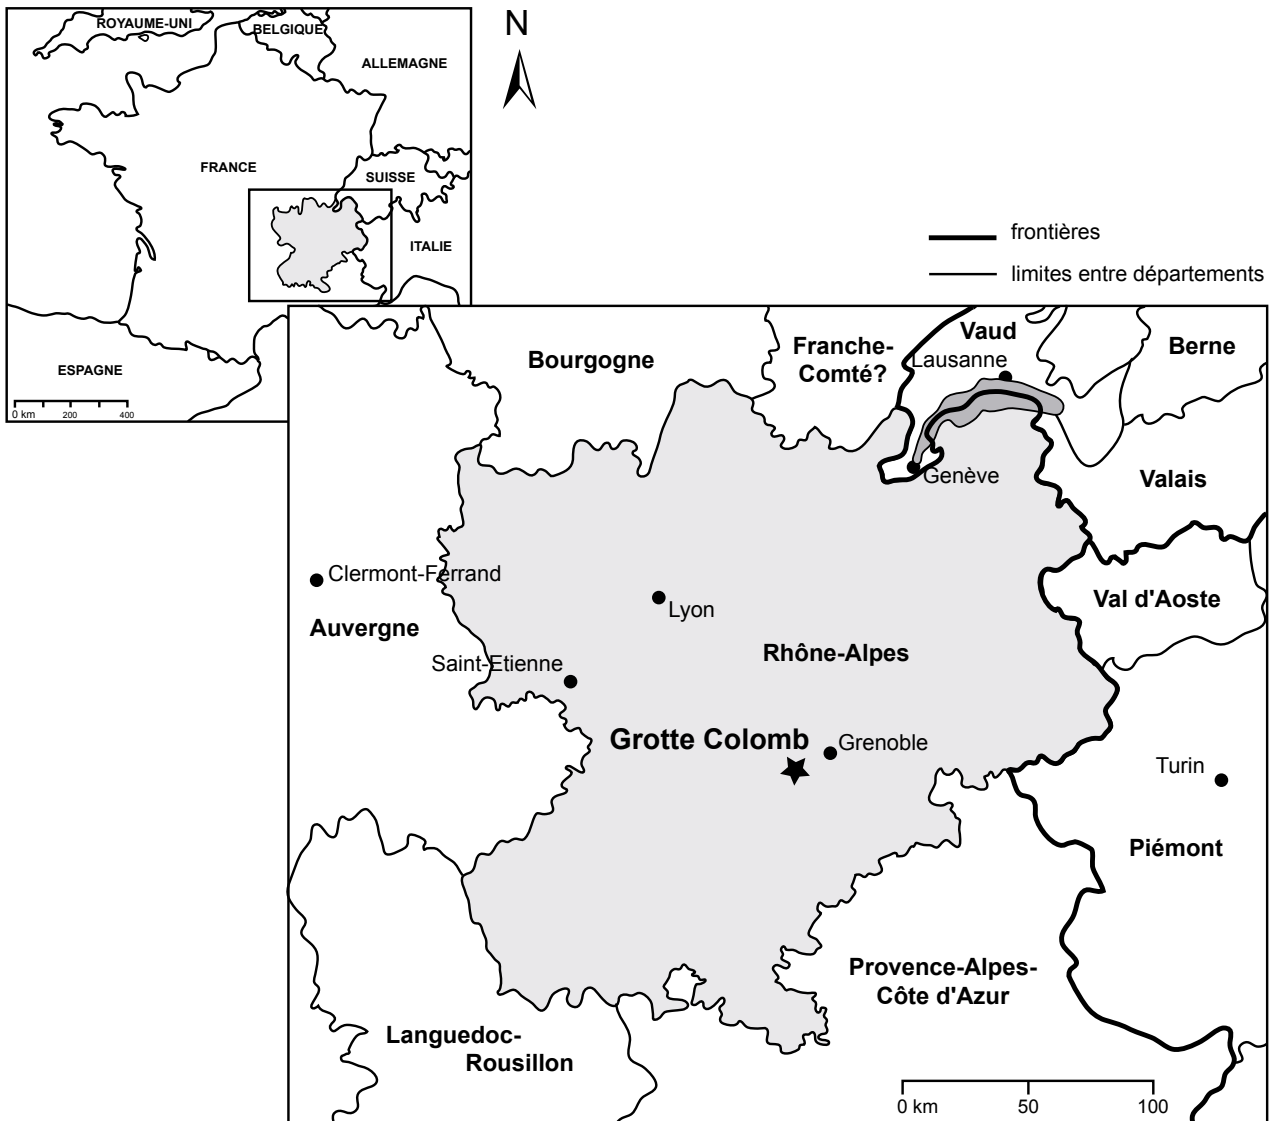 ROYAUME-UNI
BELGIQUE
ALLEMAGNE
FRANCE
SUISSE
ITALIE
ESPAGNE
0 km 200 400
N
frontières
limites entre départements
Bourgogne
Franche-
Comté?
Vaud
Lausanne
Berne
Genève
Valais
Clermont-Ferrand
Auvergne
Lyon
Val d'Aoste
Saint-Etienne
Rhône-Alpes
Grotte Colomb
Grenoble
Turin
Piémont
Provence-Alpes-
Côte d'Azur
Languedoc-
Rousillon
0 km 50 100